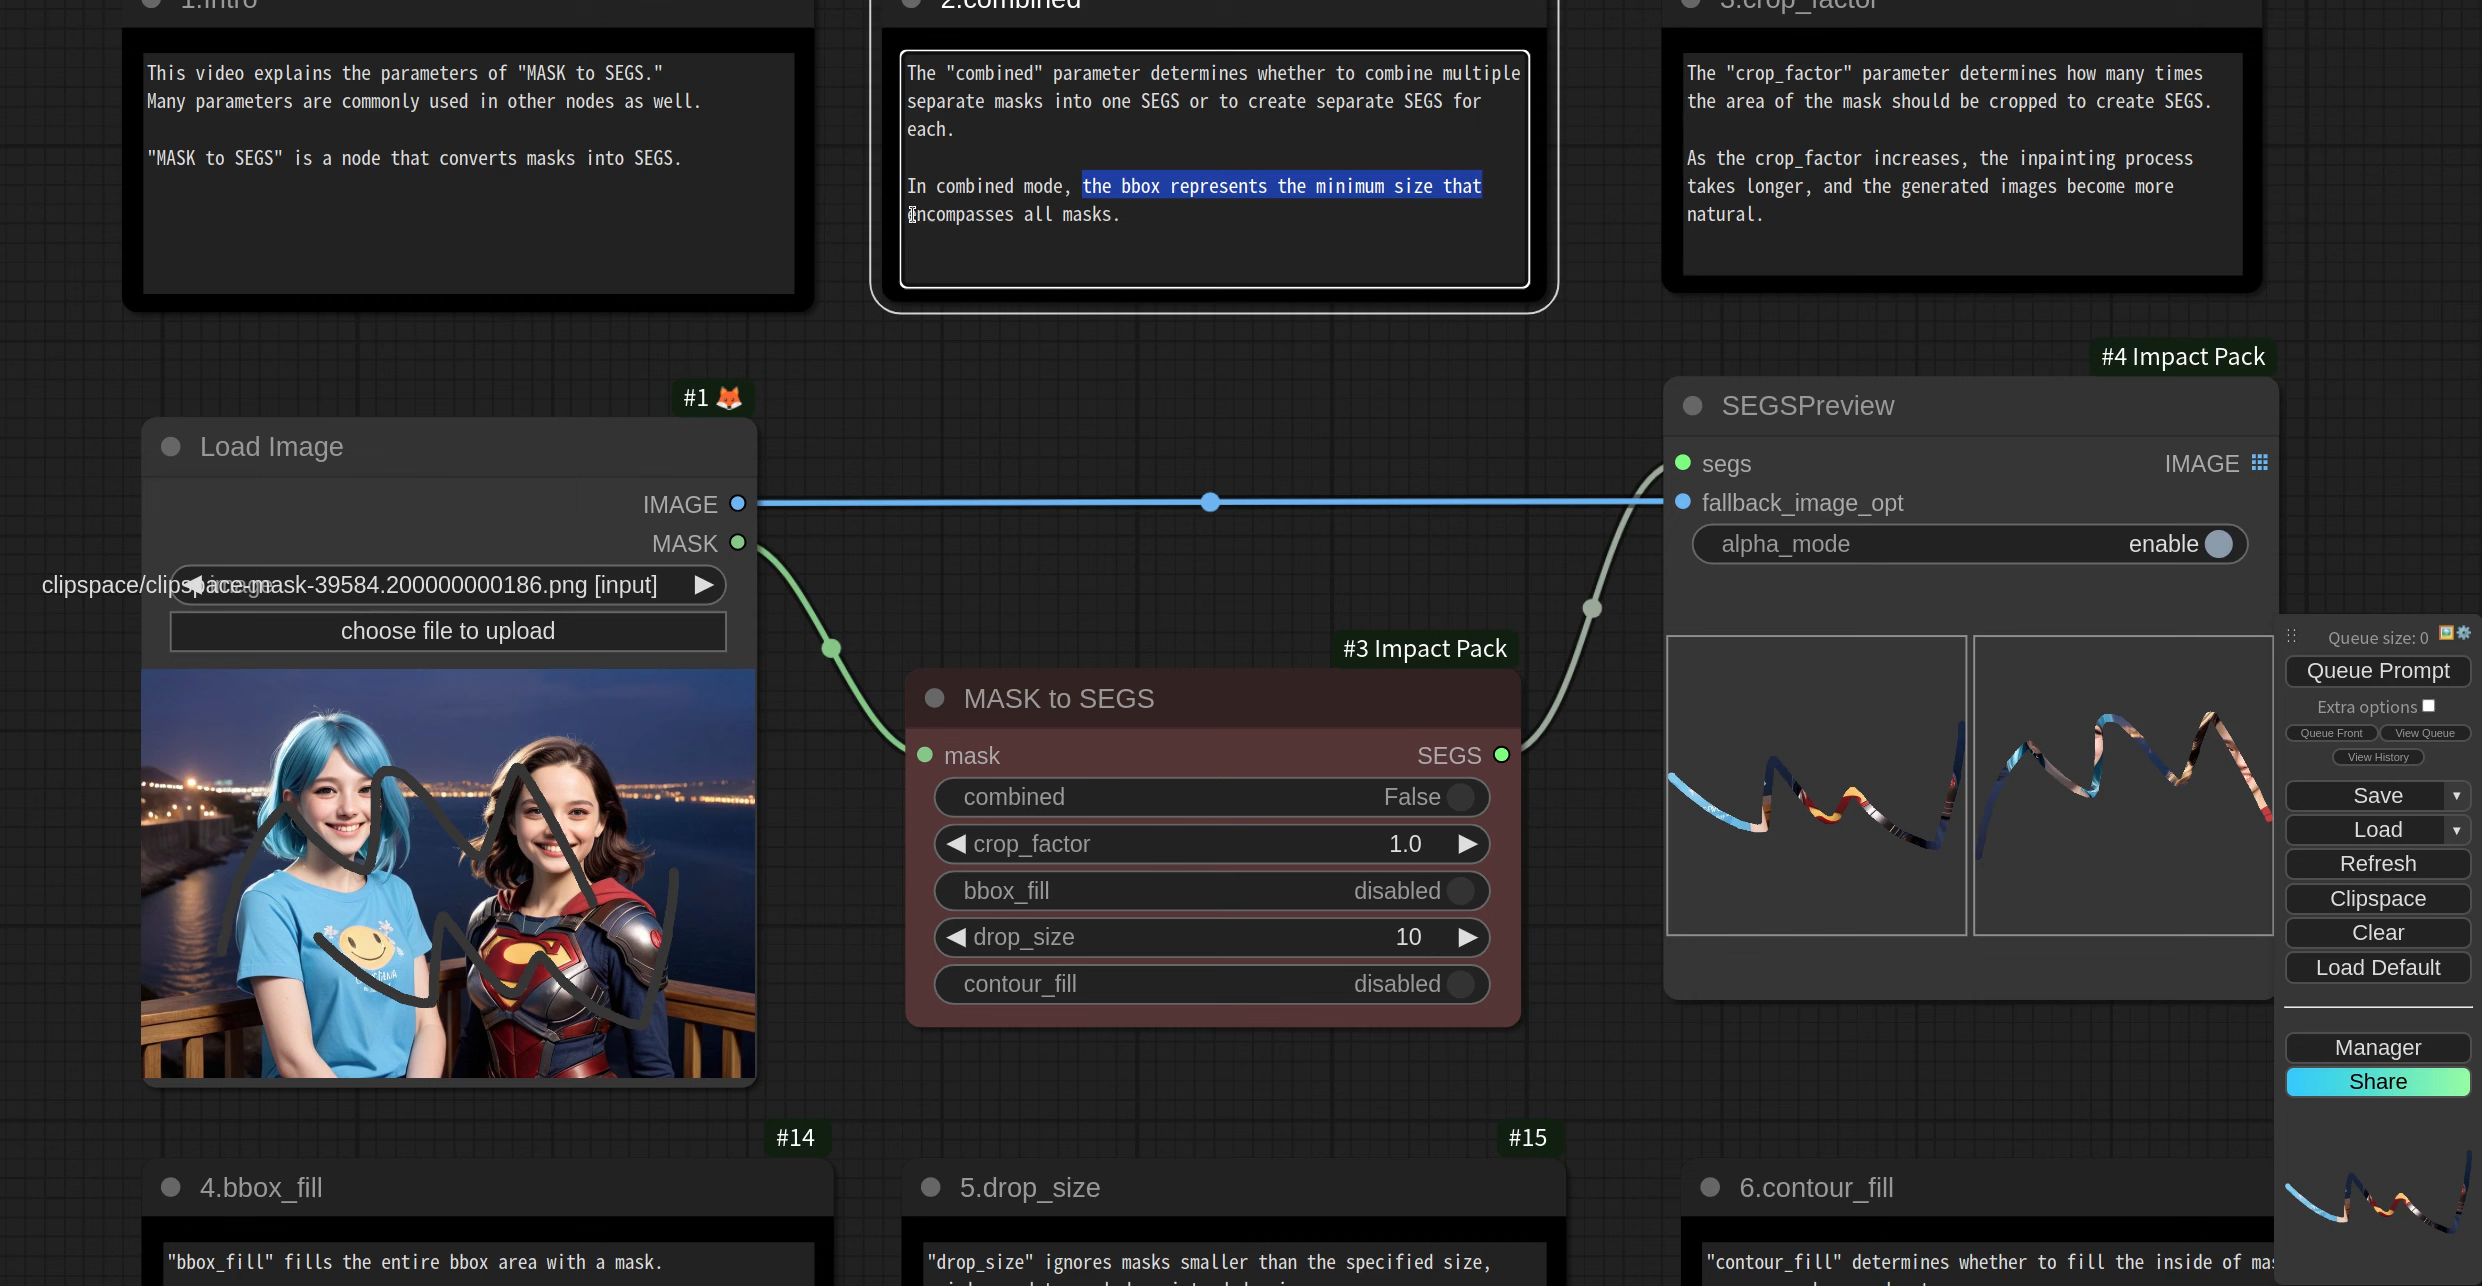 1.Intro
This video explains the parameters of "MASK to SEGS."
Many parameters are commonly used in other nodes as well.
"MASK to SEGS" is a node that converts masks into SEGS.
2.combined
The "combined" parameter determines whether to combine multiple
separate masks into one SEGS or to create separate SEGS for
each.
In combined mode, the bbox represents the minimum size that
encompasses all masks.
3.crop_factor
The "crop_factor" parameter determines how many times
the area of the mask should be cropped to create SEGS.
As the crop_factor increases, the inpainting process
takes longer, and the generated images become more
natural.
#1
Load Image
IMAGE
MASK
clipspace/clipspace-mask-39584.200000000186.png [input]
choose file to upload
#3 Impact Pack
MASK to SEGS
mask
SEGS
combined False
crop_factor 1.0
bbox_fill disabled
drop_size 10
contour_fill disabled
#4 Impact Pack
SEGSPreview
segs
IMAGE
fallback_image_opt
alpha_mode enable
Queue size: 0
Queue Prompt
Extra options
Queue Front
View Queue
View History
Save
Load
Refresh
Clipspace
Clear
Load Default
Manager
Share
#14
4.bbox_fill
"bbox_fill" fills the entire bbox area with a mask.
#15
5.drop_size
"drop_size" ignores masks smaller than the specified size,
6.contour_fill
"contour_fill" determines whether to fill the inside of